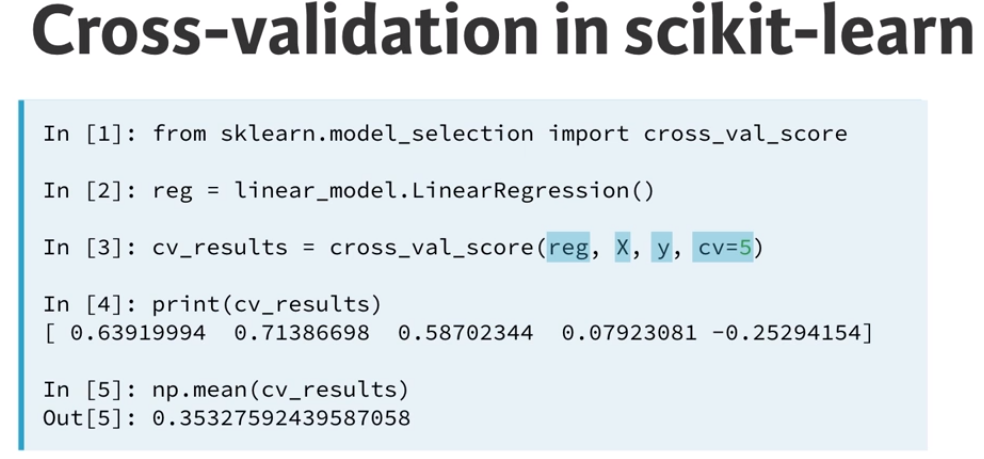 Cross-validation in scikit-learn
In [1]: from sklearn.model_selection import cross_val_score
In [2]: reg = linear_model.LinearRegression()
In [3]: cv_results = cross_val_score(reg, X, y, cv=5)
In [4]: print(cv_results)
[ 0.63919994  0.71386698  0.58702344  0.07923081 -0.25294154]
In [5]: np.mean(cv_results)
Out[5]: 0.35327592439587058